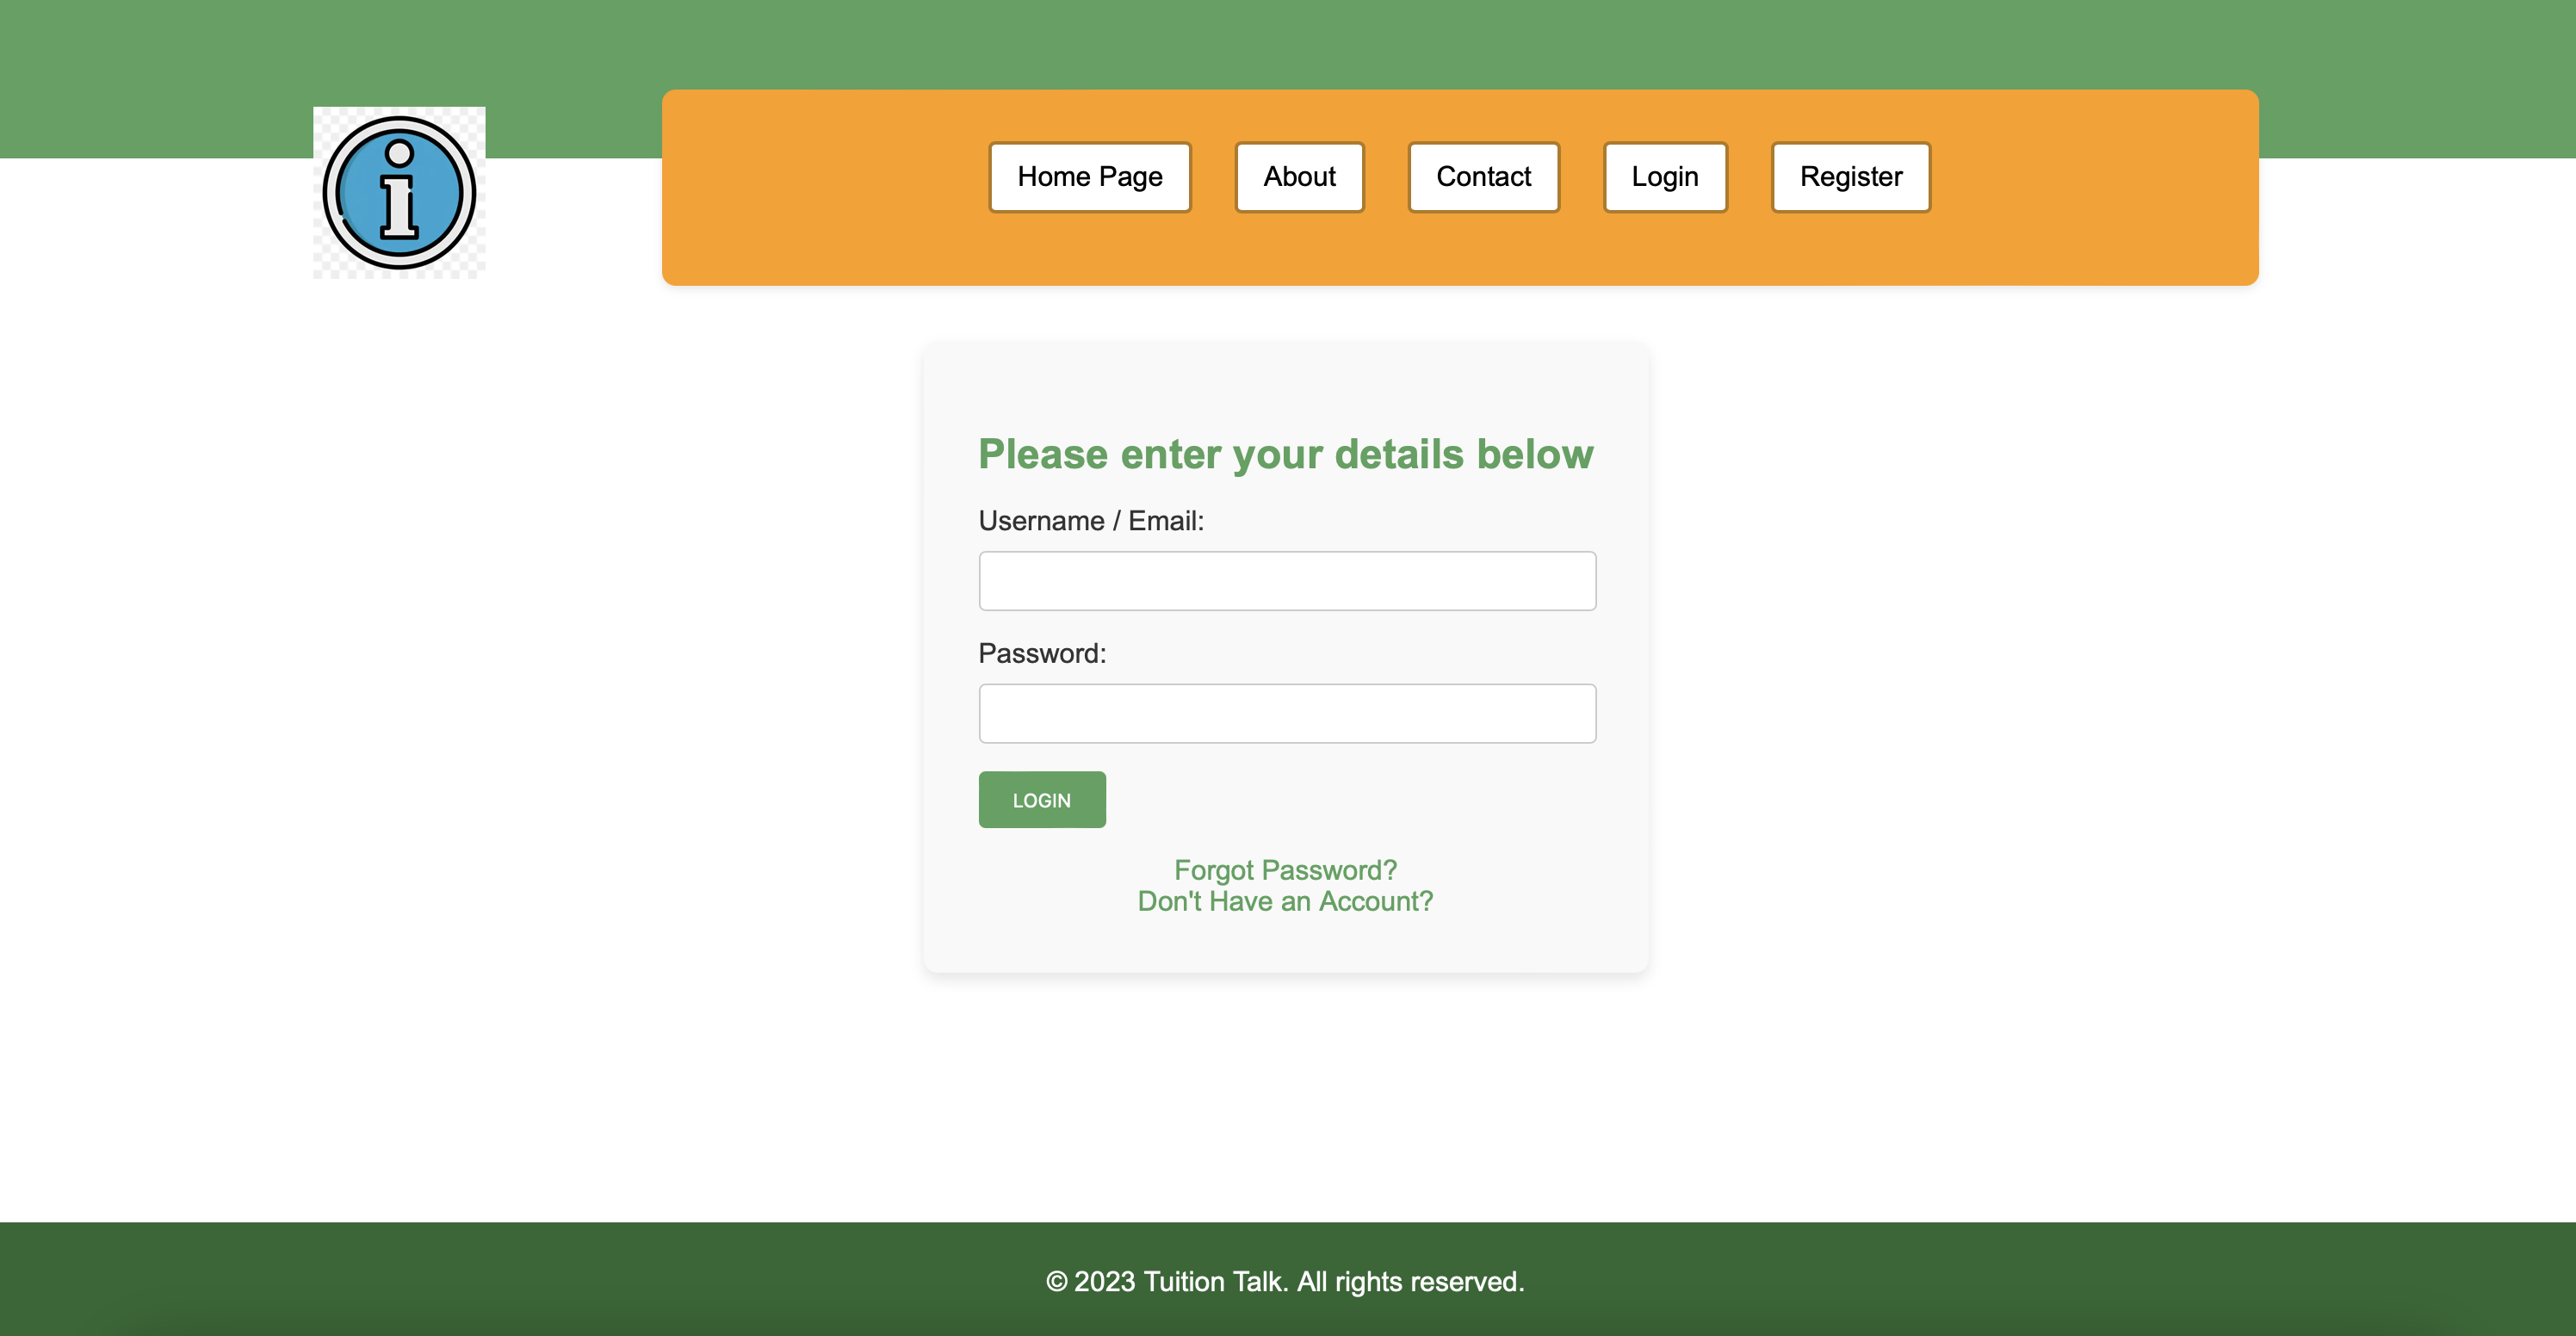 Home Page
About
Contact
Login
Register
Please enter your details below
Username / Email:
Password:
LOGIN
Forgot Password?
Don't Have an Account?
© 2023 Tuition Talk. All rights reserved.